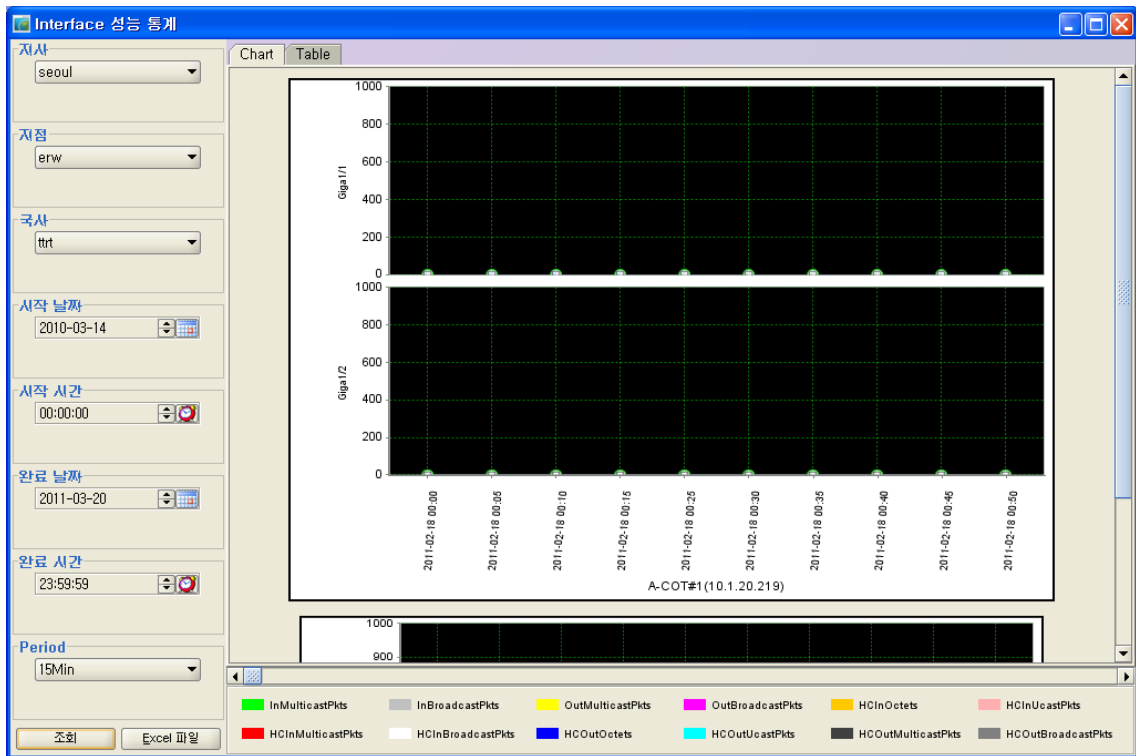 Interface 성능 통계
지사
seoul
지점
erw
국사
ttrt
시작 날짜
2010-03-14
시작 시간
00:00:00
완료 날짜
2011-03-20
완료 시간
23:59:59
Period
15Min
조회
Excel 파일
Chart
Table
1000
800
600
400
200
0
Giga1/1
1000
800
600
400
200
0
Giga1/2
2011-02-18 00:00
2011-02-18 00:05
2011-02-18 00:10
2011-02-18 00:15
2011-02-18 00:25
2011-02-18 00:30
2011-02-18 00:35
2011-02-18 00:40
2011-02-18 00:45
2011-02-18 00:50
A-COT#1(10.1.20.219)
1000
900
InMulticastPkts
InBroadcastPkts
OutMulticastPkts
OutBroadcastPkts
HCInOctets
HCInUcastPkts
HCInMulticastPkts
HCInBroadcastPkts
HCOutOctets
HCOutUcastPkts
HCOutMulticastPkts
HCOutBroadcastPkts